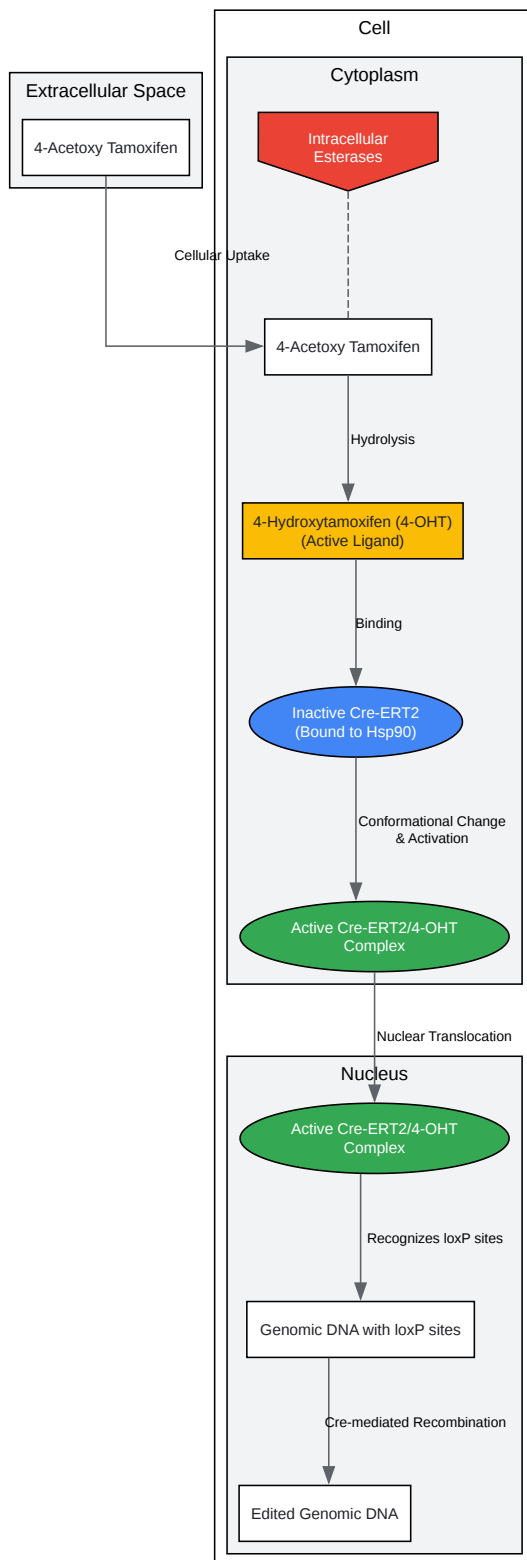 Cell
Cytoplasm
Extracellular Space
4-Acetoxy Tamoxifen
Intracellular
Esterases
Cellular Uptake
4-Acetoxy Tamoxifen
Hydrolysis
4-Hydroxytamoxifen (4-OHT)
(Active Ligand)
Binding
Inactive Cre-ERT2
(Bound to Hsp90)
Conformational Change
& Activation
Active Cre-ERT2/4-OHT
Complex
Nuclear Translocation
Nucleus
Active Cre-ERT2/4-OHT
Complex
Recognizes loxP sites
Genomic DNA with loxP sites
Cre-mediated Recombination
Edited Genomic DNA